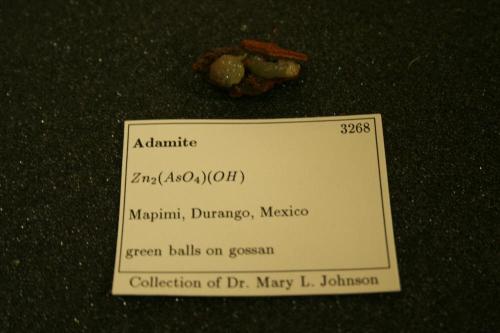 3268
Adamite
Zn₂(AsO₄)(OH)
Mapimi, Durango, Mexico
green balls on gossan
Collection of Dr. Mary L. Johnson